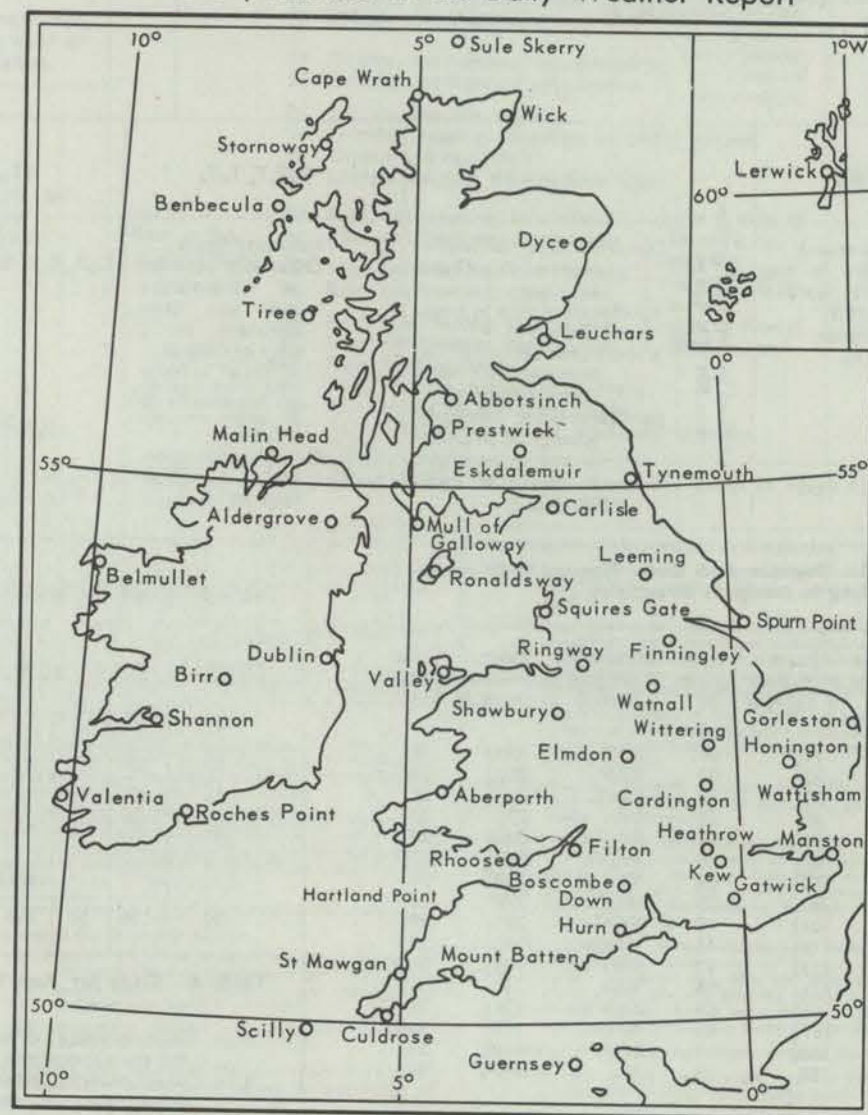 Daily Weather Report
10°
5°
Sule Skerry
1°W
Cape Wrath
Wick
Stornoway
Lerwick
60°
Benbecula
Dyce
Tiree
Leuchars
0°
Abbotsinch
Malin Head
Prestwick
55°
Eskdalemuir
Tynemouth
55°
Aldergrove
Mull of
Galloway
Carlisle
Belmullet
Leeming
Ronaldsway
Squires Gate
Spurn Point
Dublin
Ringway
Finningley
Birr
Valley
Watnall
Shannon
Shawbury
Wittering
Gorleston
Elmdon
Honington
Valentia
Aberporth
Cardington
Wattisham
Roches Point
Heathrow
Manston
Rhoose
Filton
Kew
Boscombe
Down
Gatwick
Hartland Point
Hurn
St Mawgan
Mount Batten
50°
50°
Scilly
Culdrose
Guernsey
10°
5°
0°